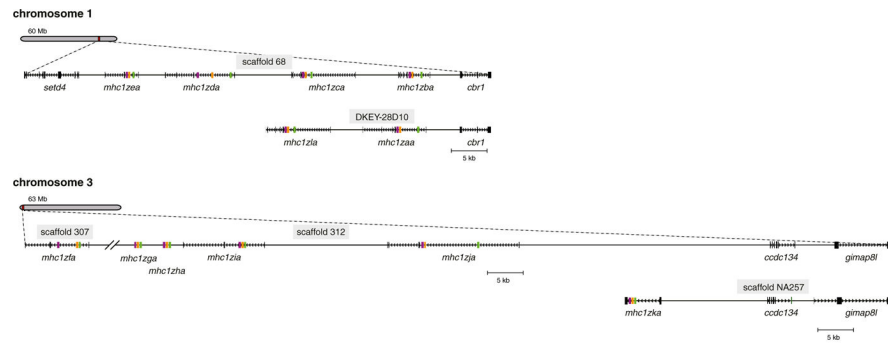 chromosome 1
60 Mb
scaffold 68
setd4 mhc1zea mhc1zda mhc1zca mhc1zba cbr1
DKEY-28D10
mhc1zla mhc1zaa cbr1
5 kb
chromosome 3
63 Mb
scaffold 307 scaffold 312
mhc1zfa mhc1zga mhc1zha mhc1zia mhc1zja ccdc134 gimap8l
5 kb
scaffold NA257
mhc1zka ccdc134 gimap8l
5 kb